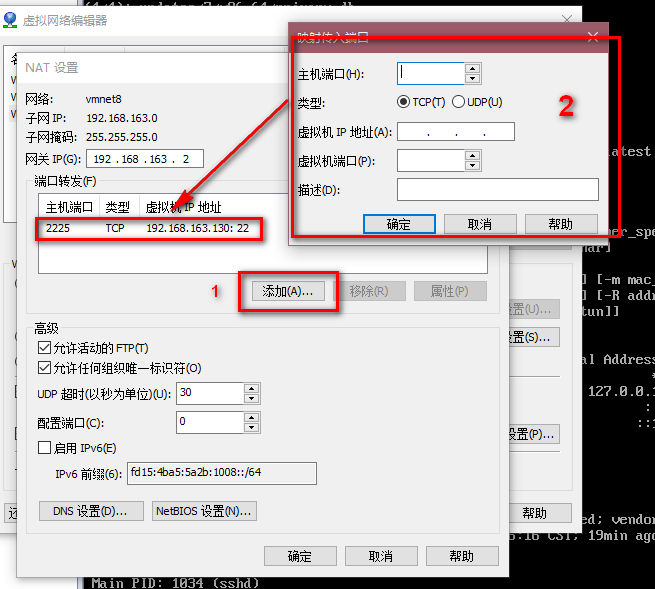 虚拟网络编辑器
NAT 设置
网络: vmnet8
子网 IP: 192.168.163.0
子网掩码: 255.255.255.0
网关 IP(G): 192 . 168 . 163 . 2
端口转发(F)
主机端口 类型 虚拟机 IP 地址
2225 TCP 192.168.163.130: 22
1
添加(A)... 移除(R) 属性(P)
高级
允许活动的 FTP(T)
允许任何组织唯一标识符(O)
UDP 超时(以秒为单位)(U): 30
配置端口(C): 0
启用 IPv6(E)
IPv6 前缀(6): fd15:4ba5:5a2b:1008::/64
DNS 设置(D)... NetBIOS 设置(N)...
确定 取消 帮助
映射传入端口
主机端口(H):
类型: TCP(T) UDP(U)
虚拟机 IP 地址(A): . . .
虚拟机端口(P):
描述(D):
确定 取消 帮助
2
设置(U)...
设置(S)...
设置(P)...
帮助
] [-m mac_
] [-R addr
tun]]
al Address
*
127.0.0.1
:
::1
ed; vendor
CST; 19min ago
Main PID: 1034 (sshd)